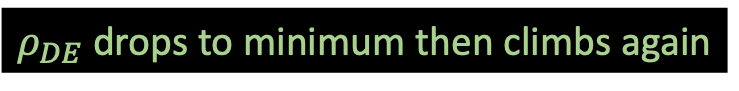 ρ_DE drops to minimum then climbs again